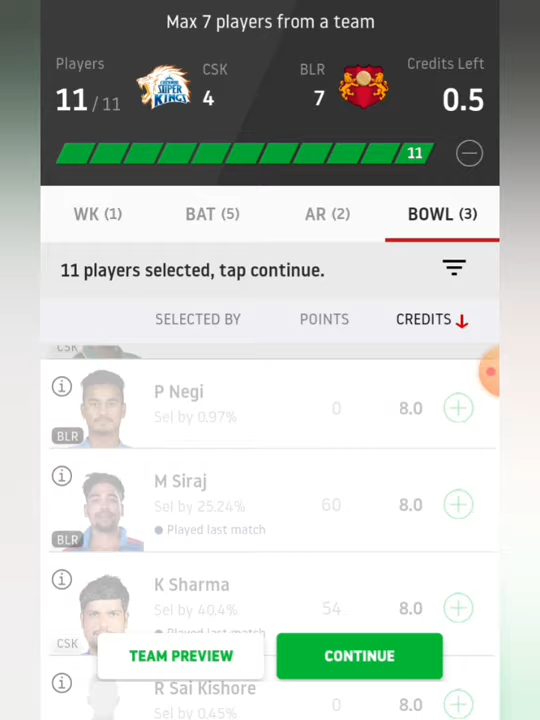 Max 7 players from a team
Players CSK BLR Credits Left
11 / 11 4 7 0.5
11
WK (1) BAT (5) AR (2) BOWL (3)
11 players selected, tap continue.
SELECTED BY POINTS CREDITS
CSK
P Negi
Sel by 0.97% 0 8.0
BLR
M Siraj
Sel by 25.24% 60 8.0
Played last match
BLR
K Sharma
Sel by 40.4% 54 8.0
Played last match
CSK
TEAM PREVIEW CONTINUE
R Sai Kishore
Sel by 0.45% 0 8.0